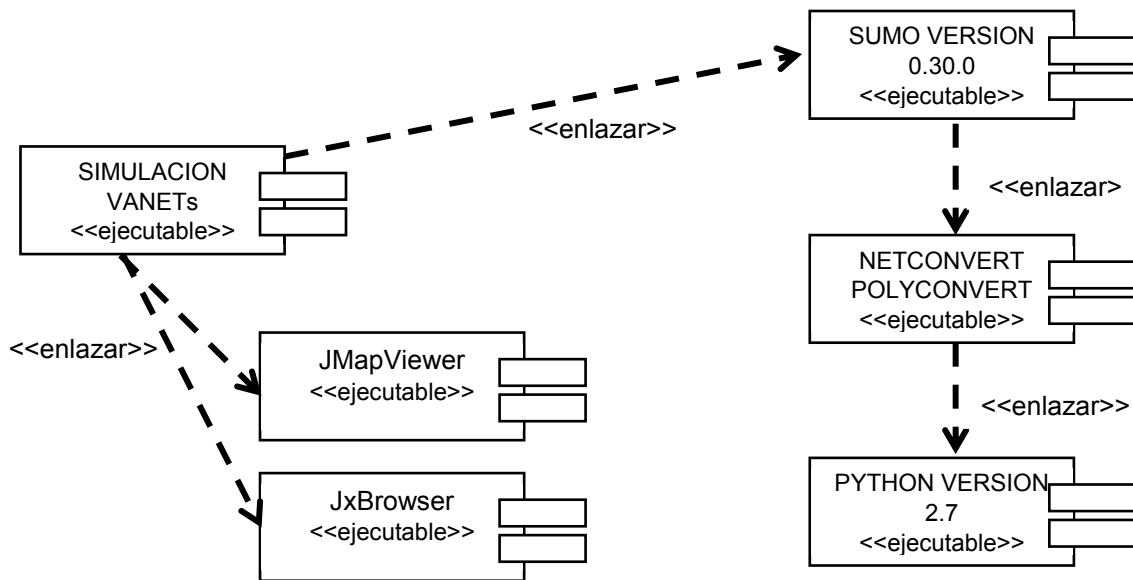 SUMO VERSION
0.30.0
<<ejecutable>>
<<enlazar>>
SIMULACION
VANETs
<<ejecutable>>
<<enlazar>
NETCONVERT
POLYCONVERT
<<ejecutable>>
<<enlazar>>
JMapViewer
<<ejecutable>>
<<enlazar>>
JxBrowser
<<ejecutable>>
PYTHON VERSION
2.7
<<ejecutable>>